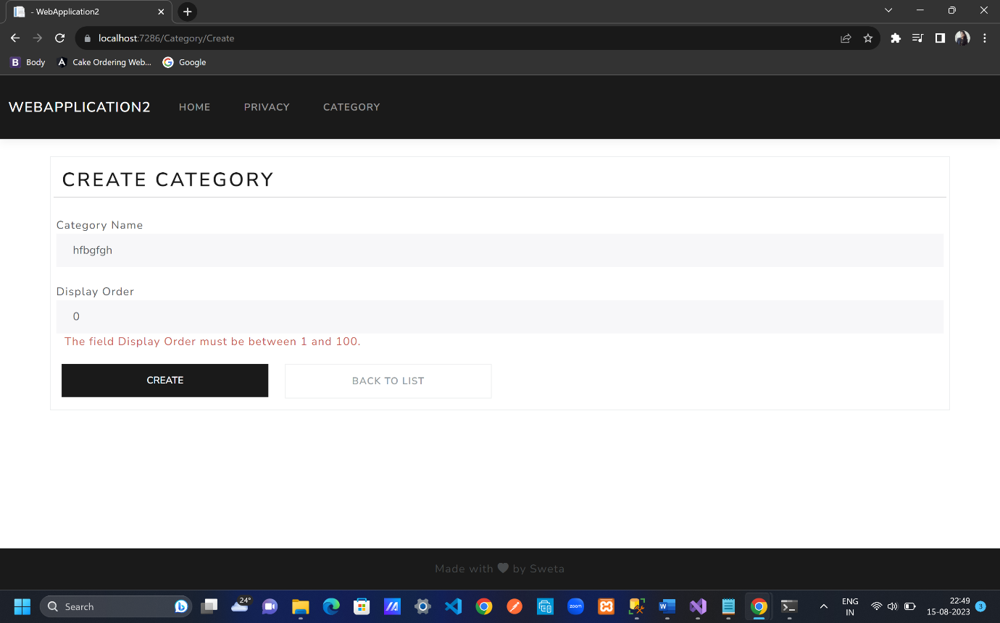 - WebApplication2
localhost:7286/Category/Create
B Body
Cake Ordering Web...
G Google
WEBAPPLICATION2 HOME PRIVACY CATEGORY
CREATE CATEGORY
Category Name
hfbgfgh
Display Order
0
The field Display Order must be between 1 and 100.
CREATE BACK TO LIST
Made with by Sweta
Search
24°
zoom
W
ENG
IN
22:49
15-08-2023
3